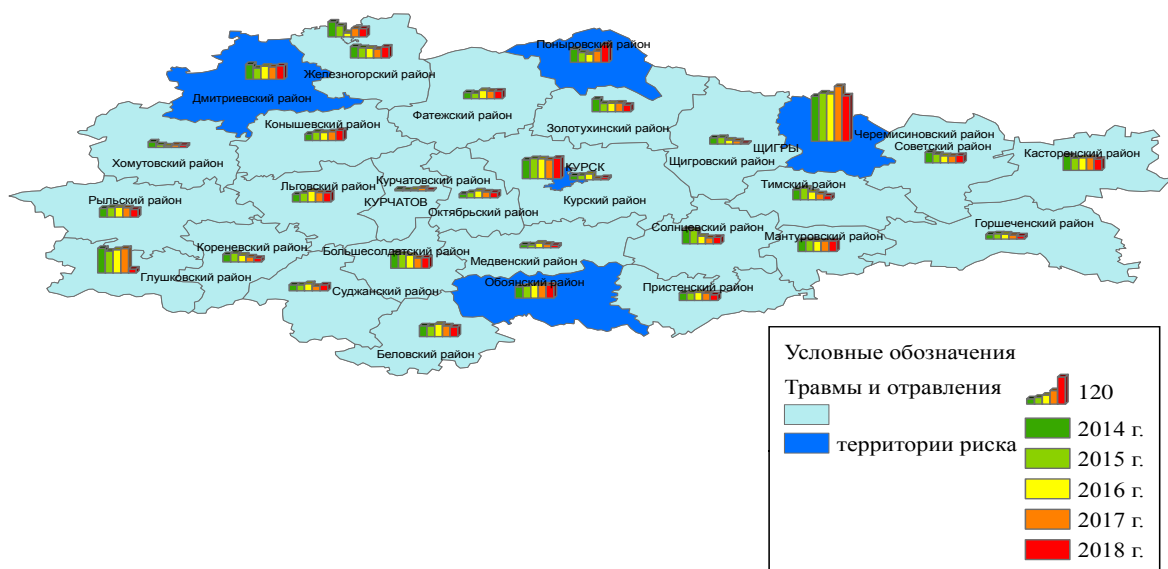 Поныровский район
Железногорский район
Дмитриевский район
Фатежский район
Золотухинский район
Конышевский район
Черемисиновский район
ЩИГРЫ
Советский район
Хомутовский район
Щигровский район
Касторенский район
КУРСК
Курчатовский район
Льговский район
Тимский район
Рыльский район
КУРЧАТОВ
Октябрьский район
Курский район
Солнцевский район
Горшеченский район
Мантуровский район
Кореневский район
Большесолдатский район
Медвенский район
Глушковский район
Обоянский район
Суджанский район
Пристенский район
Беловский район
Условные обозначения
Травмы и отравления
территории риска
120
2014 г.
2015 г.
2016 г.
2017 г.
2018 г.